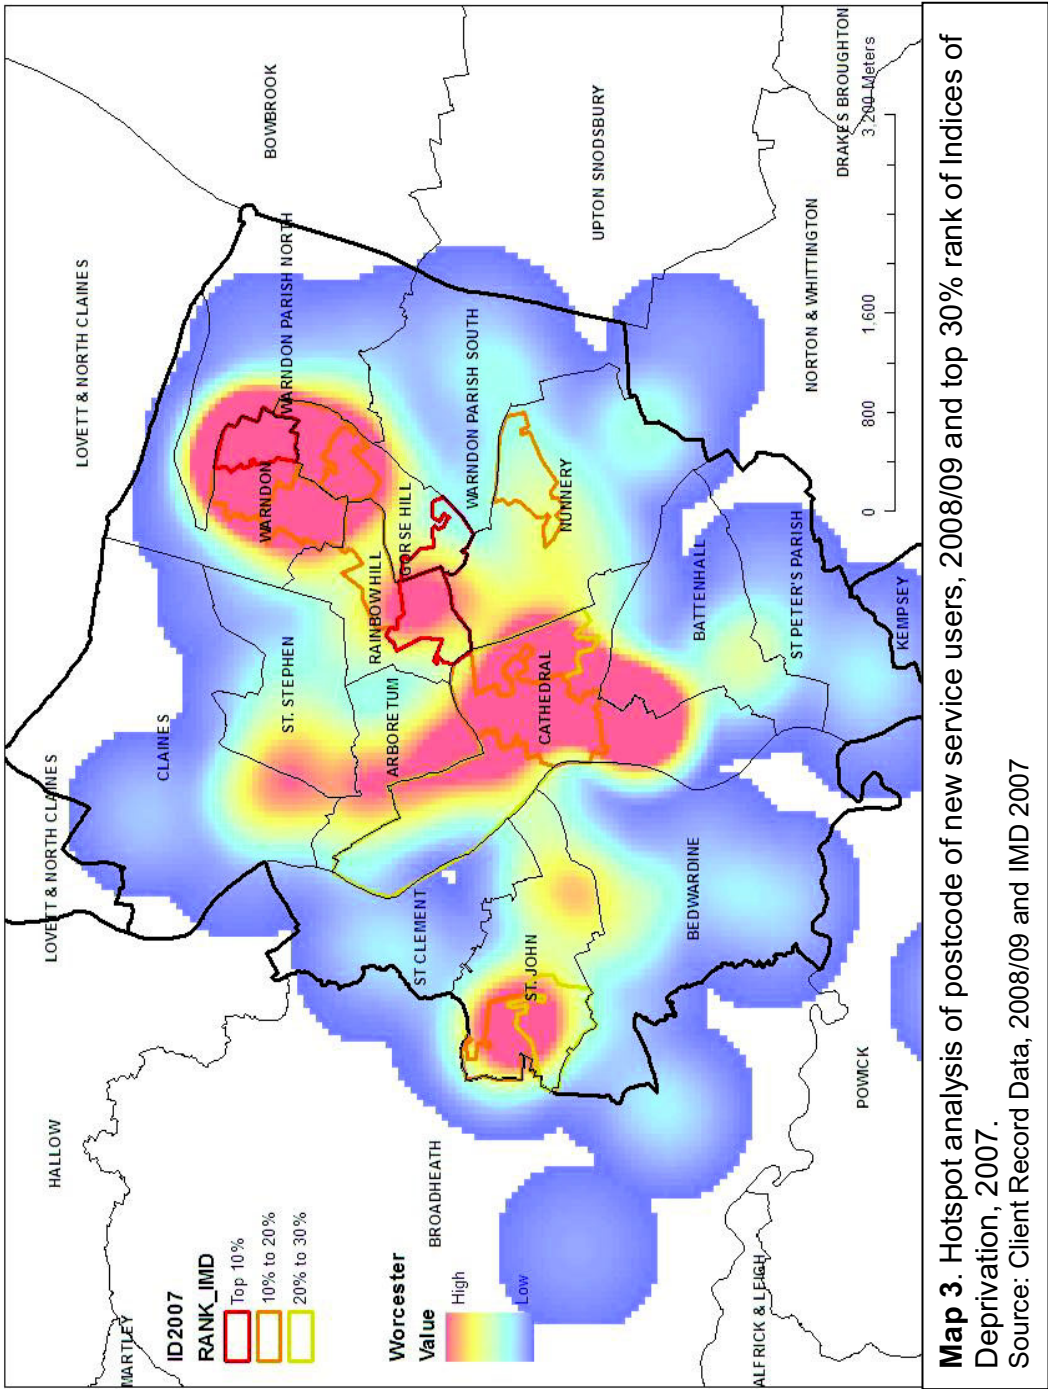 HALLOW
LOVETT & NORTH CLAINES
LOVETT & NORTH CLAINES
MARTLEY
CLAINES
BOWBROOK
WARNDON PARISH NORTH
WARNDON
ST. STEPHEN
RAINBOW HILL
GORSE HILL
ARBORETUM
ST CLEMENT
WARNDON PARISH SOUTH
BROADHEATH
ST. JOHN
CATHEDRAL
NUNNERY
UPTON SNODSBURY
BEDWARDINE
BATTENHALL
ST PETER'S PARISH
NORTON & WHITTINGTON
DRAKES BROUGHTON
ALFRICK & LEIGH
POWICK
KEMPSEY
ID2007
RANK_IMD
Top 10%
10% to 20%
20% to 30%
Worcester
Value
High
Low
0 800 1,600 3,200 Meters
Map 3. Hotspot analysis of postcode of new service users, 2008/09 and top 30% rank of Indices of
Deprivation, 2007.
Source: Client Record Data, 2008/09 and IMD 2007